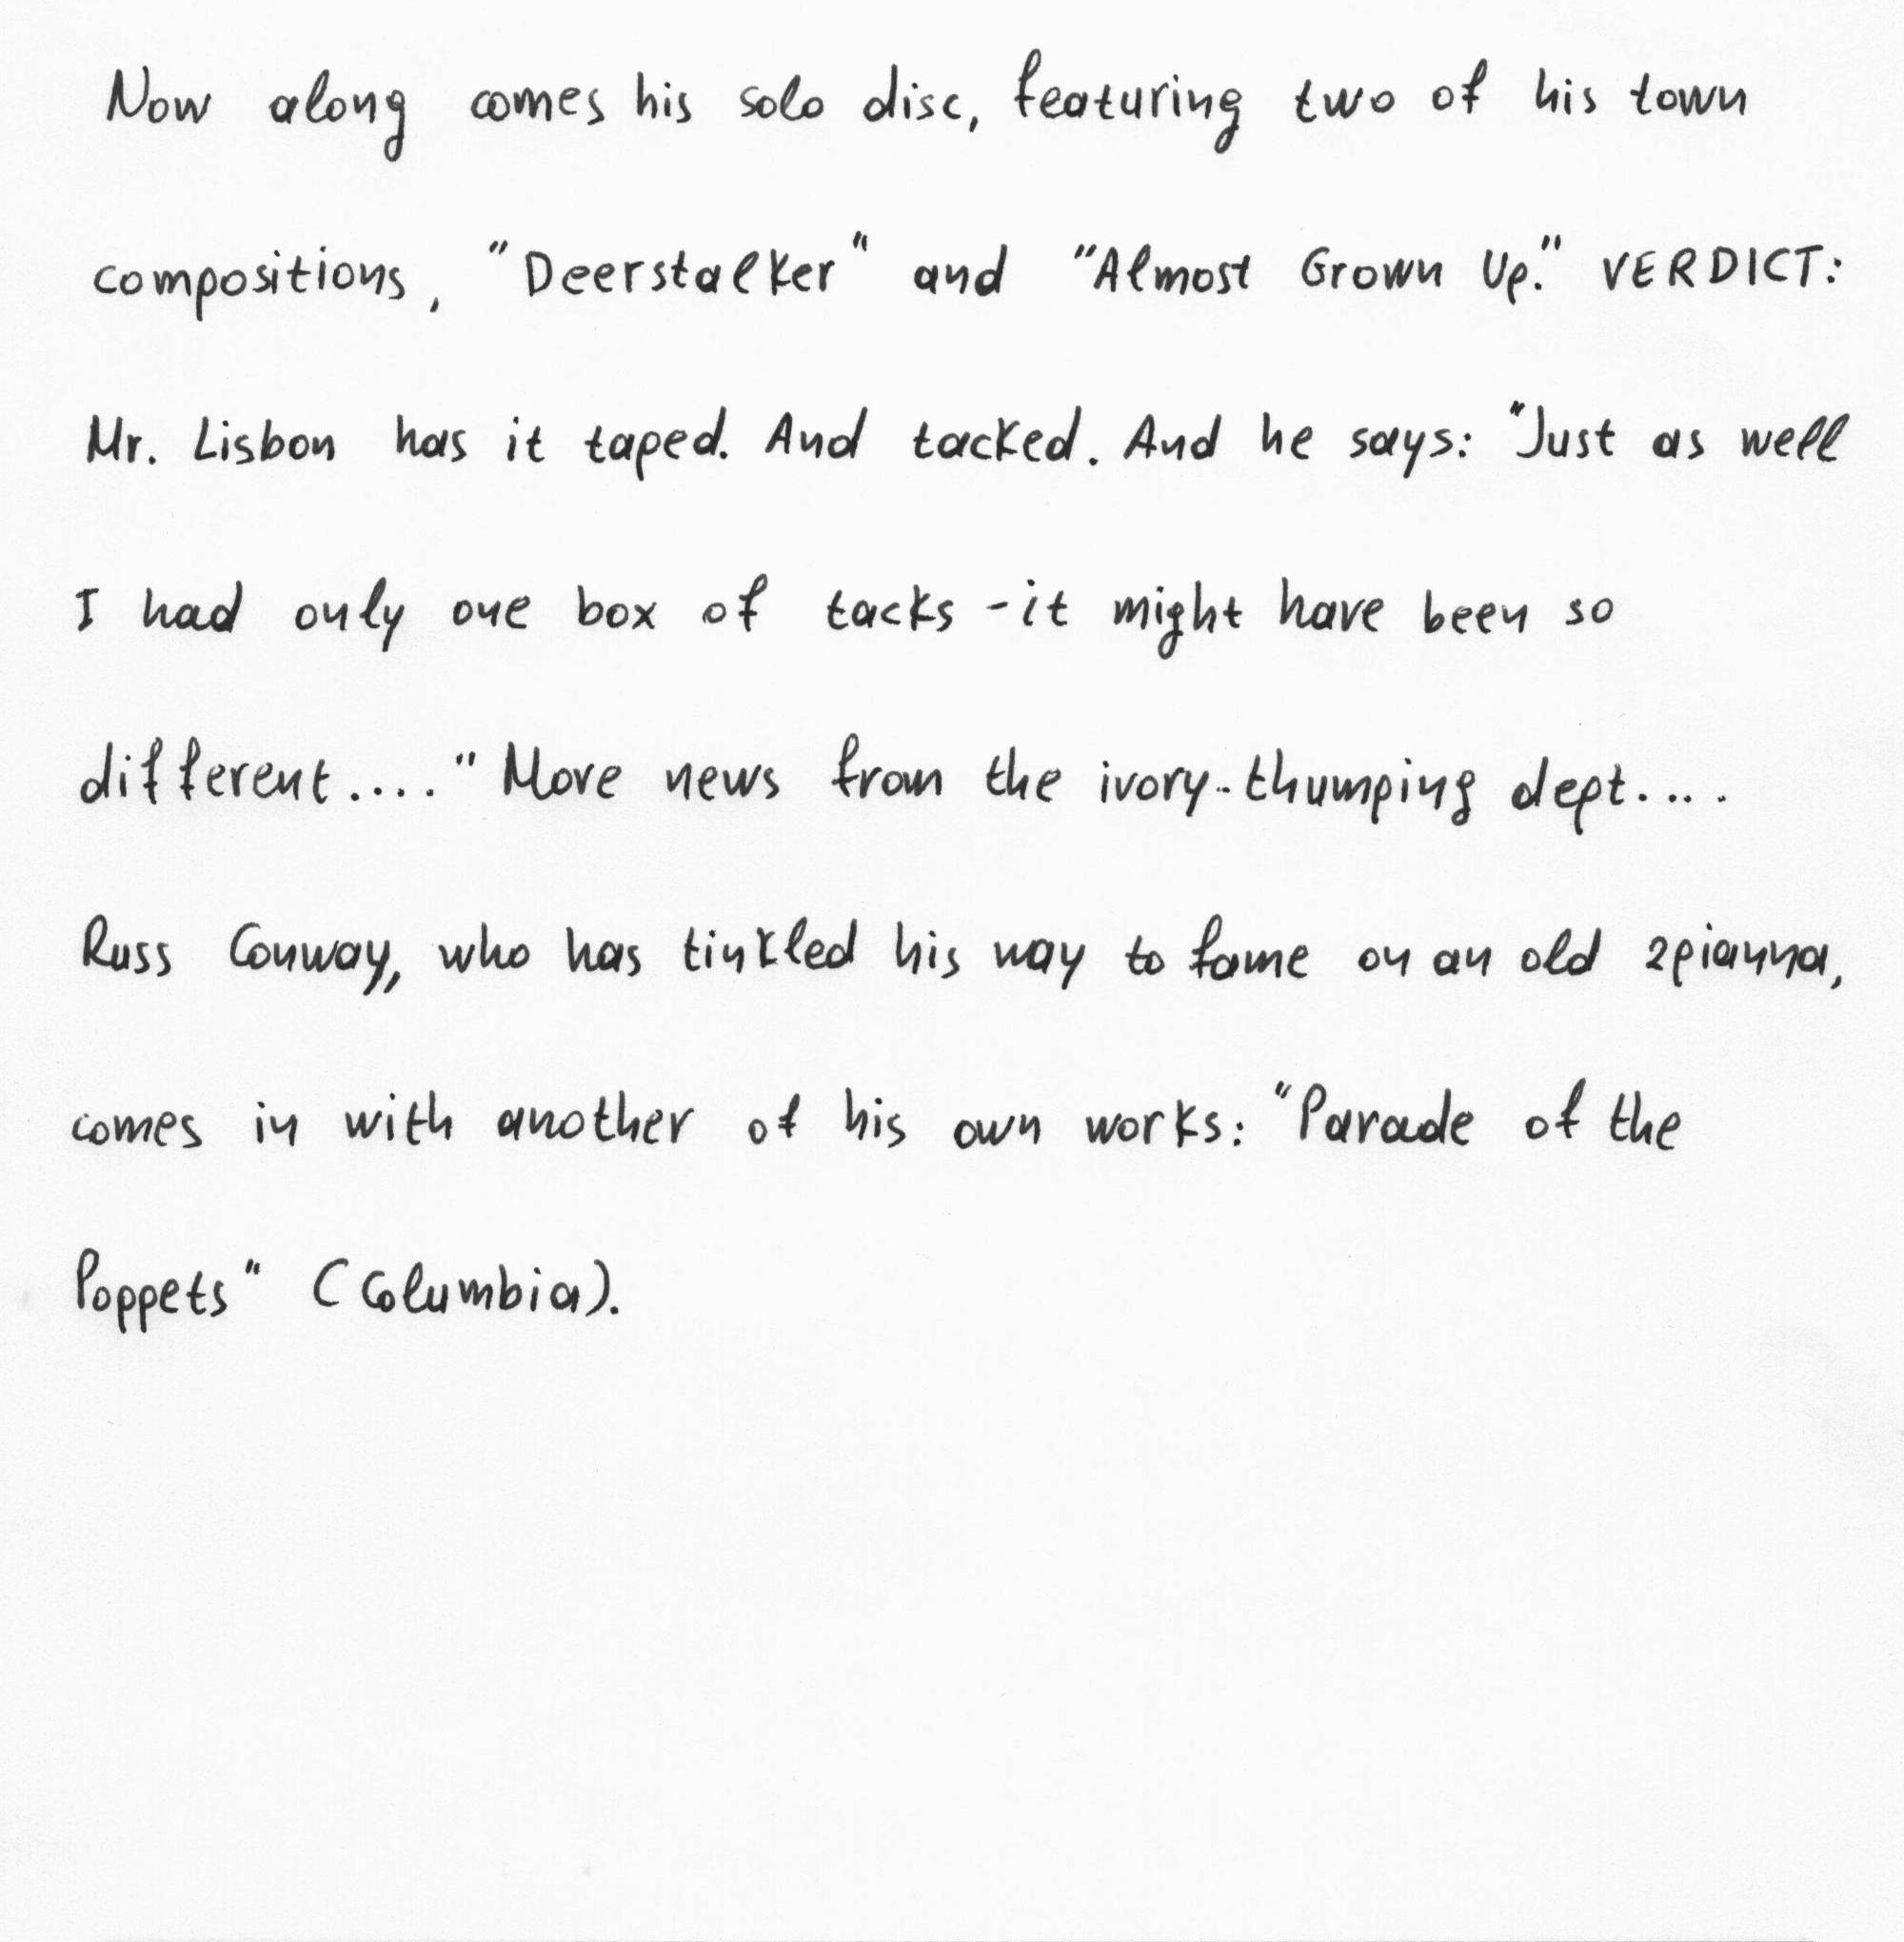 Now along comes his solo disc, featuring two of his town
compositions, "Deerstalker" and "Almost Grown Up." VERDICT:
Mr. Lisbon has it taped. And tacked. And he says: "Just as well
I had only one box of tacks - it might have been so
different...." More news from the ivory-thumping dept....
Russ Conway, who has tinkled his way to fame on an old 2pianna,
comes in with another of his own works: "Parade of the
Poppets" (Columbia).